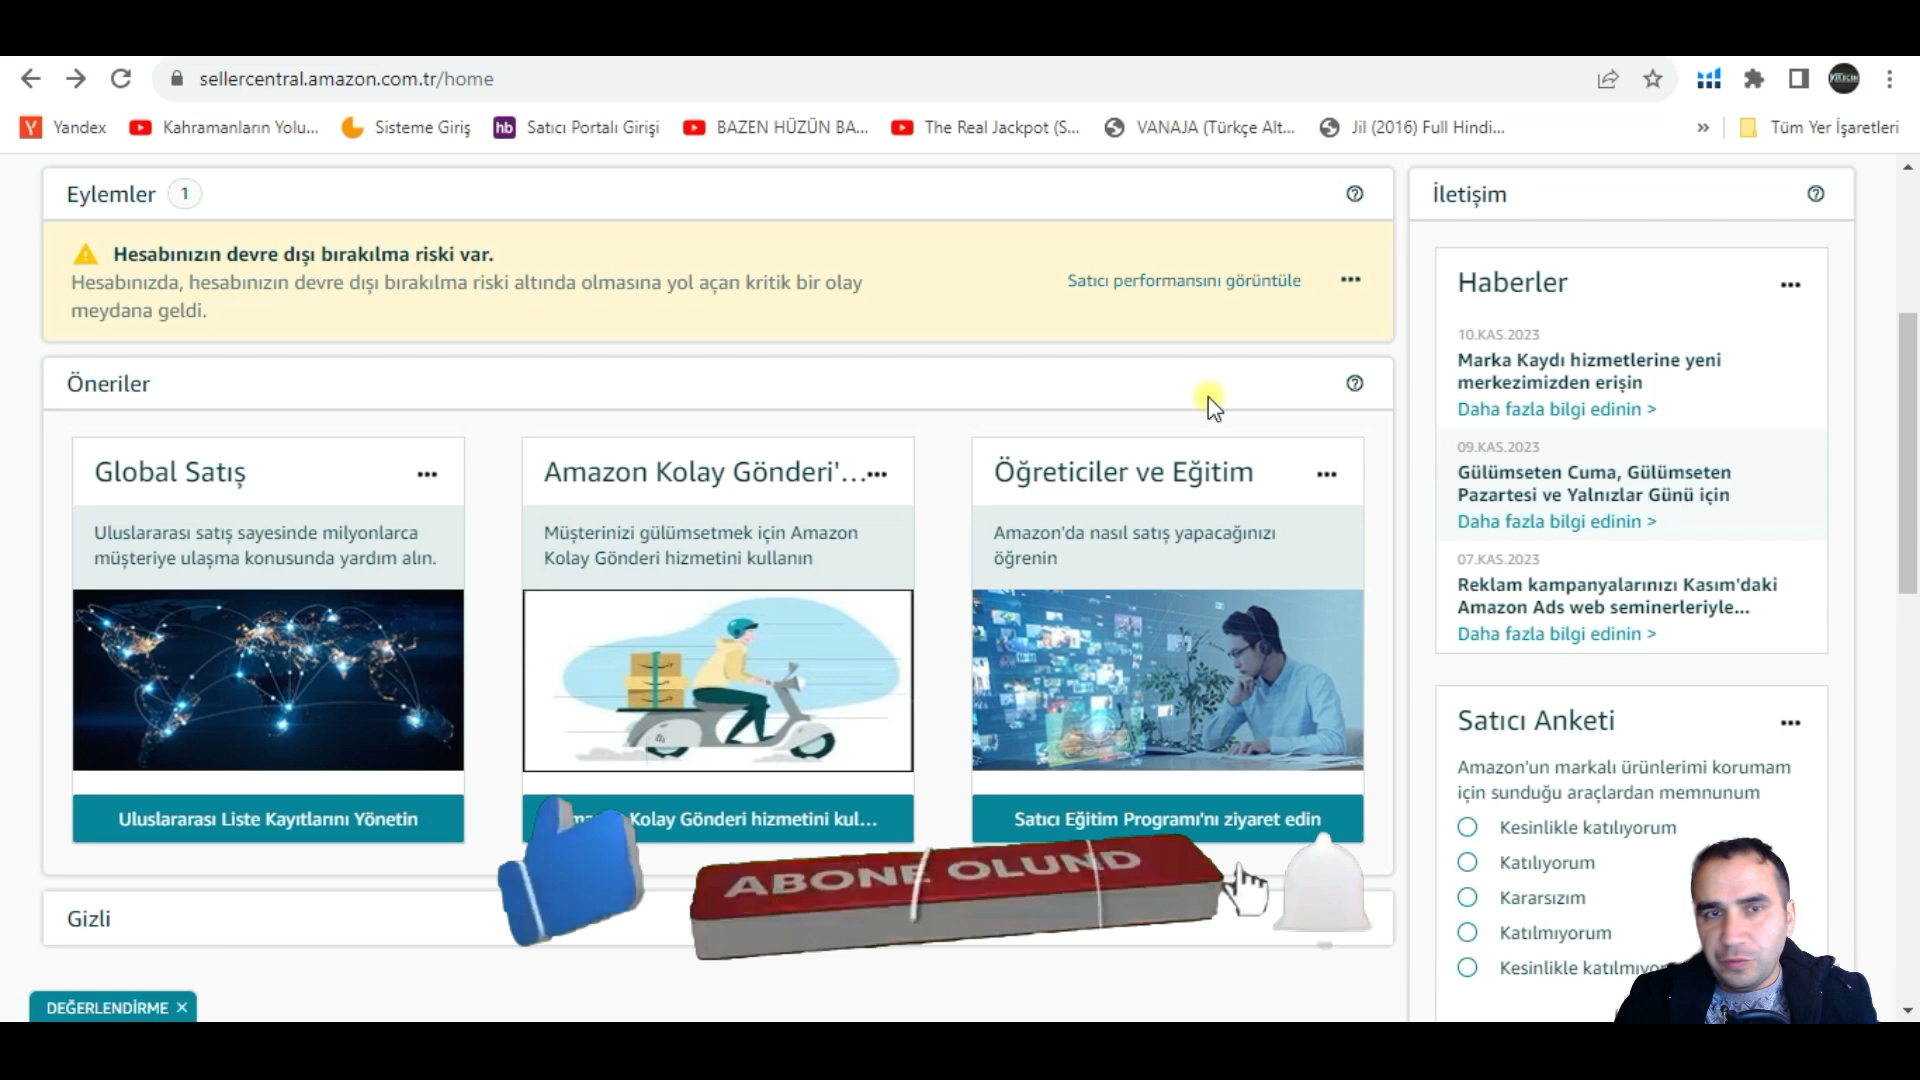 sellercentral.amazon.com.tr/home
Yandex
Kahramanların Yolu...
Sisteme Giriş
hb
Satıcı Portalı Girişi
BAZEN HÜZÜN BA...
The Real Jackpot (S...
VANAJA (Türkçe Alt...
Jil (2016) Full Hindi...
»
Tüm Yer İşaretleri
Eylemler 1
Hesabınızın devre dışı bırakılma riski var.
Hesabınızda, hesabınızın devre dışı bırakılma riski altında olmasına yol açan kritik bir olay
meydana geldi.
Satıcı performansını görüntüle
Öneriler
Global Satış
Uluslararası satış sayesinde milyonlarca
müşteriye ulaşma konusunda yardım alın.
Uluslararası Liste Kayıtlarını Yönetin
Amazon Kolay Gönderi'...
Müşterinizi gülümsetmek için Amazon
Kolay Gönderi hizmetini kullanın
Kolay Gönderi hizmetini kul...
Öğreticiler ve Eğitim
Amazon'da nasıl satış yapacağınızı
öğrenin
Satıcı Eğitim Programı'nı ziyaret edin
ABONE OLUND
Gizli
DEĞERLENDİRME ×
İletişim
Haberler
10.KAS.2023
Marka Kaydı hizmetlerine yeni
merkezimizden erişin
Daha fazla bilgi edinin >
09.KAS.2023
Gülümseten Cuma, Gülümseten
Pazartesi ve Yalnızlar Günü için
Daha fazla bilgi edinin >
07.KAS.2023
Reklam kampanyalarınızı Kasım'daki
Amazon Ads web seminerleriyle...
Daha fazla bilgi edinin >
Satıcı Anketi
Amazon'un markalı ürünlerimi korumam
için sunduğu araçlardan memnunum
Kesinlikle katılıyorum
Katılıyorum
Kararsızım
Katılmıyorum
Kesinlikle katılmıyor